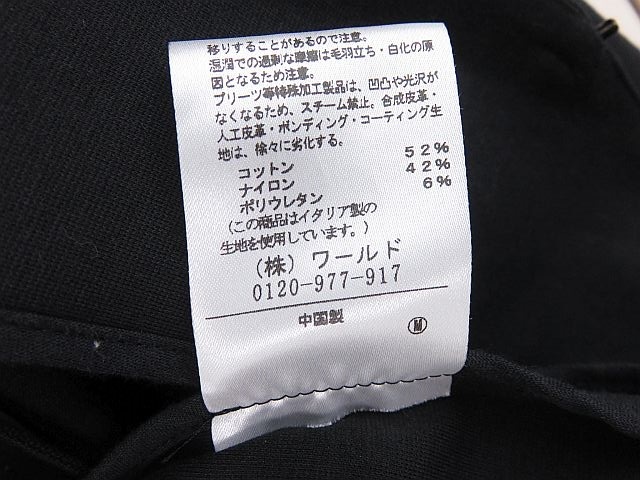 移りすることがあるので注意。
湿潤での過剰な摩擦は毛羽立ち・白化の原
因となるため注意。
プリーツ等特殊加工製品は、凹凸や光沢が
なくなるため、スチーム禁止。合成皮革・
人工皮革・ボンディング・コーティング生
地は、徐々に劣化する。
コットン 52%
ナイロン 42%
ポリウレタン 6%
(この商品はイタリア製の
生地を使用しています。)
(株) ワールド
0120-977-917
中国製 M